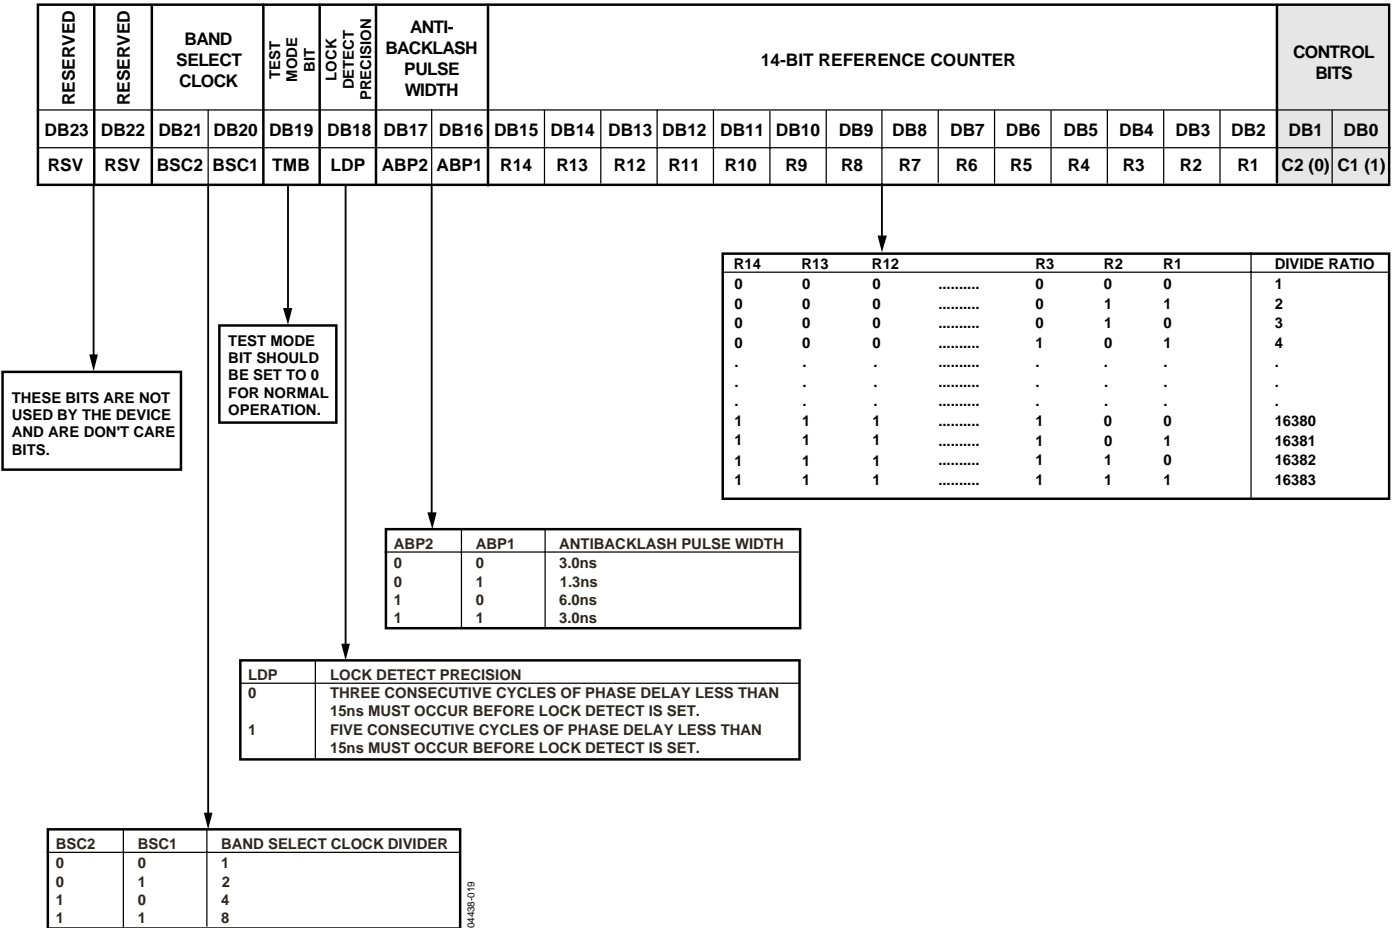 RESERVED
RESERVED
BAND
SELECT
CLOCK
TEST
MODE
BIT
LOCK
DETECT
PRECISION
ANTI-
BACKLASH
PULSE
WIDTH
14-BIT REFERENCE COUNTER
CONTROL
BITS
DB23 DB22 DB21 DB20 DB19 DB18 DB17 DB16 DB15 DB14 DB13 DB12 DB11 DB10 DB9 DB8 DB7 DB6 DB5 DB4 DB3 DB2 DB1 DB0
RSV RSV BSC2 BSC1 TMB LDP ABP2 ABP1 R14 R13 R12 R11 R10 R9 R8 R7 R6 R5 R4 R3 R2 R1 C2 (0) C1 (1)
R14 R13 R12 R3 R2 R1 DIVIDE RATIO
0 0 0 .......... 0 0 0 1
0 0 0 .......... 0 1 1 2
0 0 0 .......... 0 1 0 3
0 0 0 .......... 1 0 1 4
. . . .......... . . . .
. . . .......... . . . .
. . . .......... . . . .
1 1 1 .......... 1 0 0 16380
1 1 1 .......... 1 0 1 16381
1 1 1 .......... 1 1 0 16382
1 1 1 .......... 1 1 1 16383
TEST MODE
BIT SHOULD
BE SET TO 0
FOR NORMAL
OPERATION.
THESE BITS ARE NOT
USED BY THE DEVICE
AND ARE DON'T CARE
BITS.
ABP2 ABP1 ANTIBACKLASH PULSE WIDTH
0 0 3.0ns
0 1 1.3ns
1 0 6.0ns
1 1 3.0ns
LDP LOCK DETECT PRECISION
0 THREE CONSECUTIVE CYCLES OF PHASE DELAY LESS THAN
15ns MUST OCCUR BEFORE LOCK DETECT IS SET.
1 FIVE CONSECUTIVE CYCLES OF PHASE DELAY LESS THAN
15ns MUST OCCUR BEFORE LOCK DETECT IS SET.
BSC2 BSC1 BAND SELECT CLOCK DIVIDER
0 0 1
0 1 2
1 0 4
1 1 8
04438-019